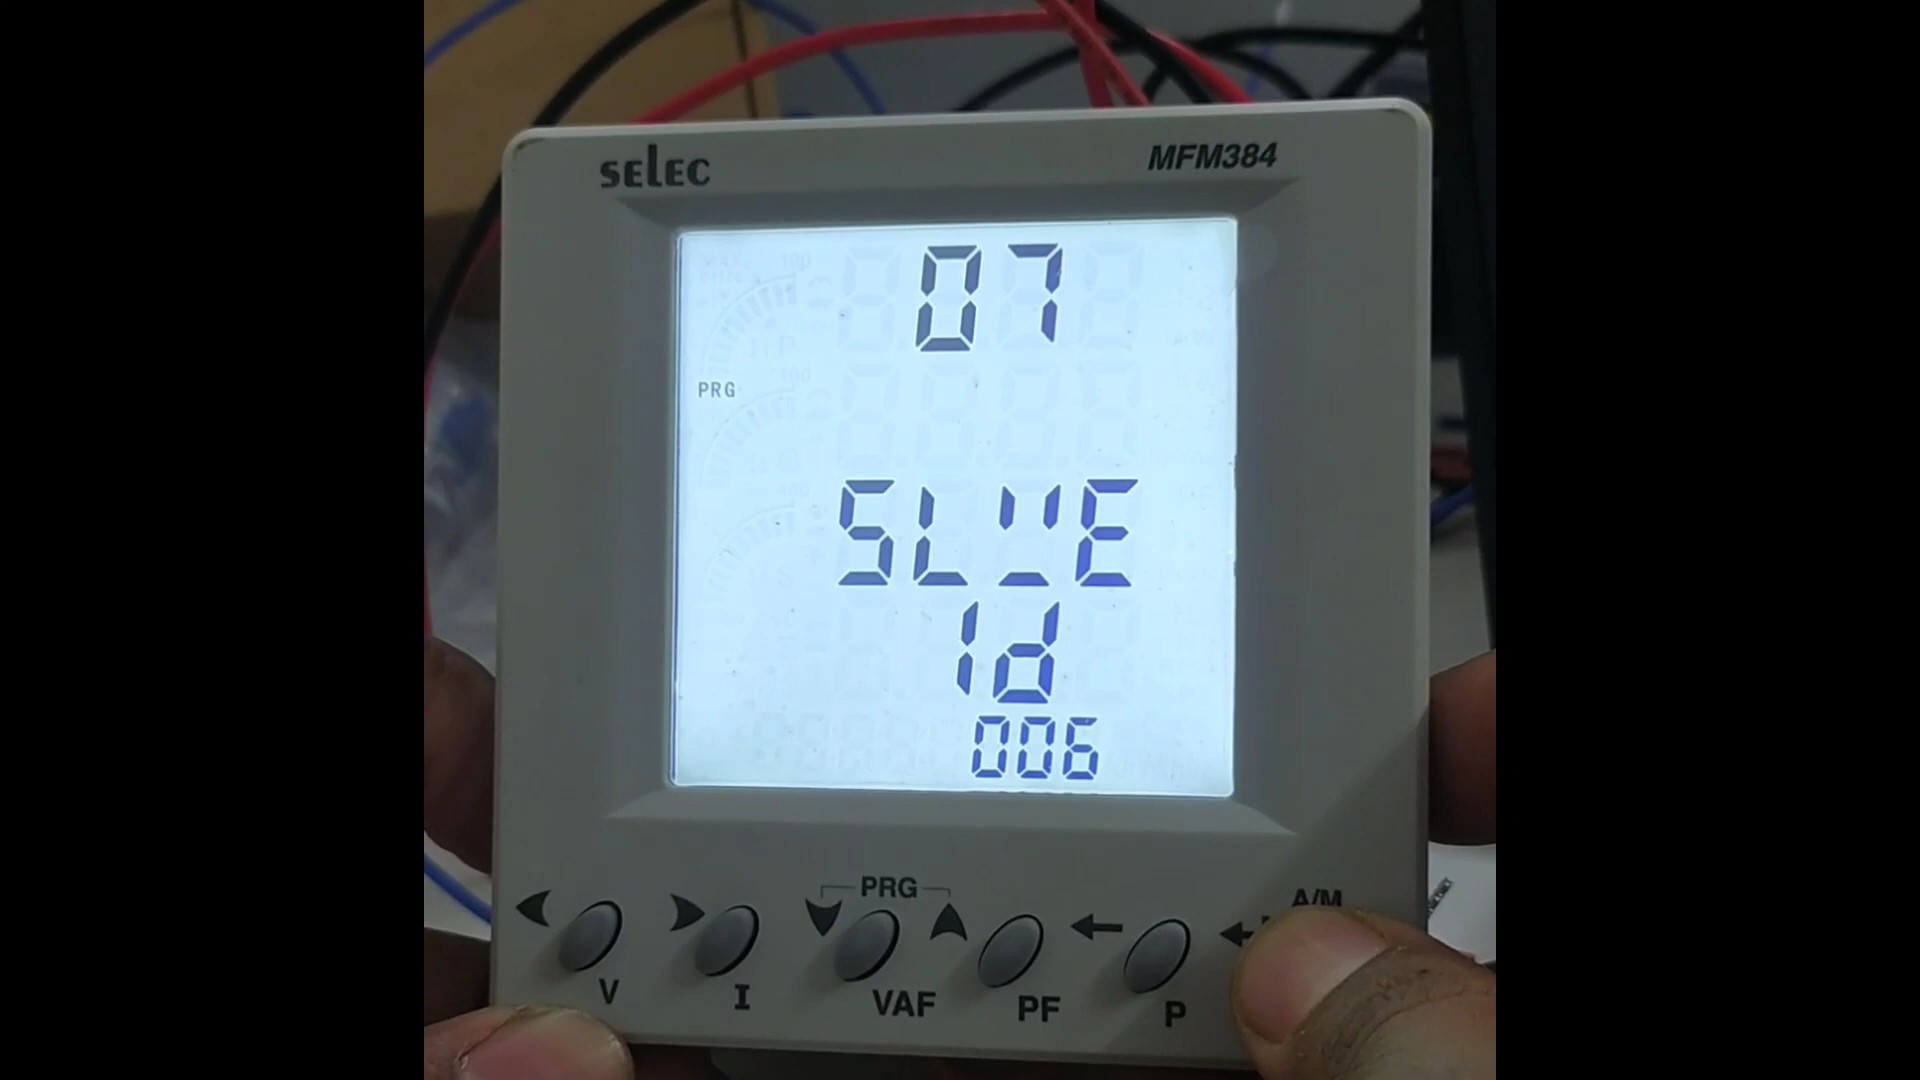 selec MFM384
07
PRG
SLVE
Id
006
PRG
A/M
V I VAF PF P